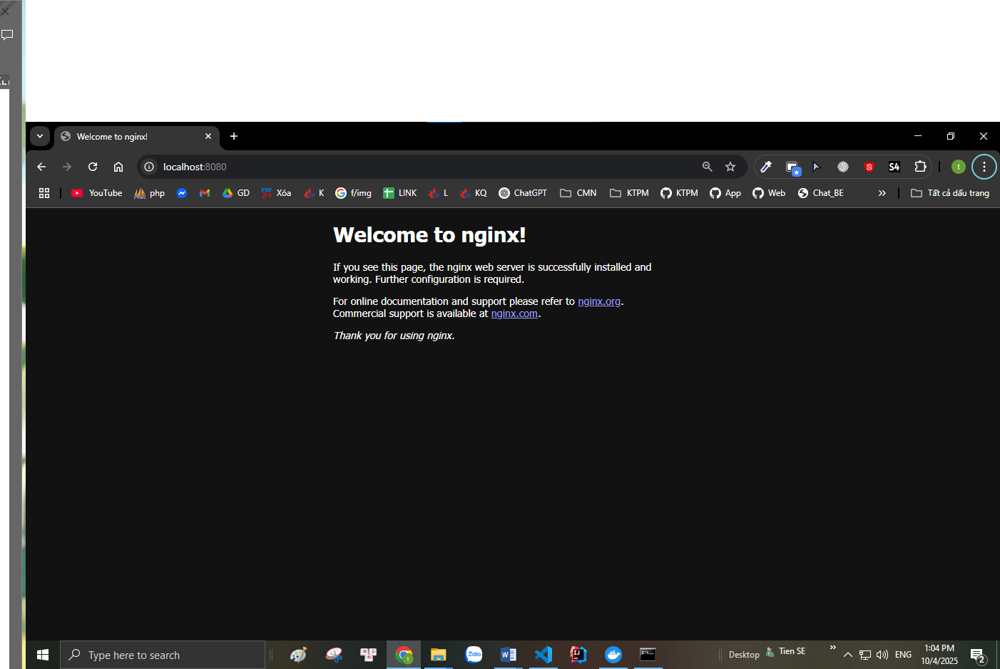 Welcome to nginx!
localhost:8080
S
S4
t
YouTube
php
GD
PDF
Xóa
K
f/img
LINK
L
KQ
ChatGPT
CMN
KTPM
KTPM
App
Web
Chat_BE
»
Tất cả dấu trang
Welcome to nginx!
If you see this page, the nginx web server is successfully installed and
working. Further configuration is required.
For online documentation and support please refer to nginx.org.
Commercial support is available at nginx.com.
Thank you for using nginx.
Type here to search
Zalo
W
IJ
t
Desktop
Tien SE
»
ENG
1:04 PM
10/4/2025
2